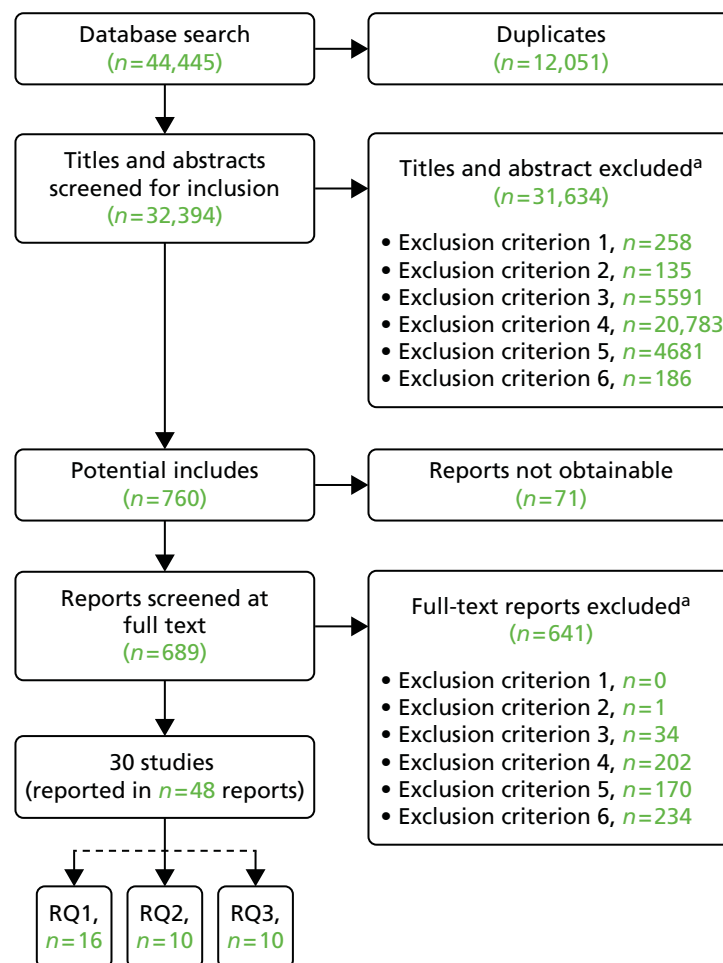 Database search
(n=44,445)
Duplicates
(n=12,051)
Titles and abstracts
screened for inclusion
(n=32,394)
Titles and abstract excludedª
(n=31,634)
• Exclusion criterion 1, n=258
• Exclusion criterion 2, n=135
• Exclusion criterion 3, n=5591
• Exclusion criterion 4, n=20,783
• Exclusion criterion 5, n=4681
• Exclusion criterion 6, n=186
Potential includes
(n=760)
Reports not obtainable
(n=71)
Reports screened at
full text
(n=689)
Full-text reports excludedª
(n=641)
• Exclusion criterion 1, n=0
• Exclusion criterion 2, n=1
• Exclusion criterion 3, n=34
• Exclusion criterion 4, n=202
• Exclusion criterion 5, n=170
• Exclusion criterion 6, n=234
30 studies
(reported in n=48 reports)
RQ1,
n=16
RQ2,
n=10
RQ3,
n=10